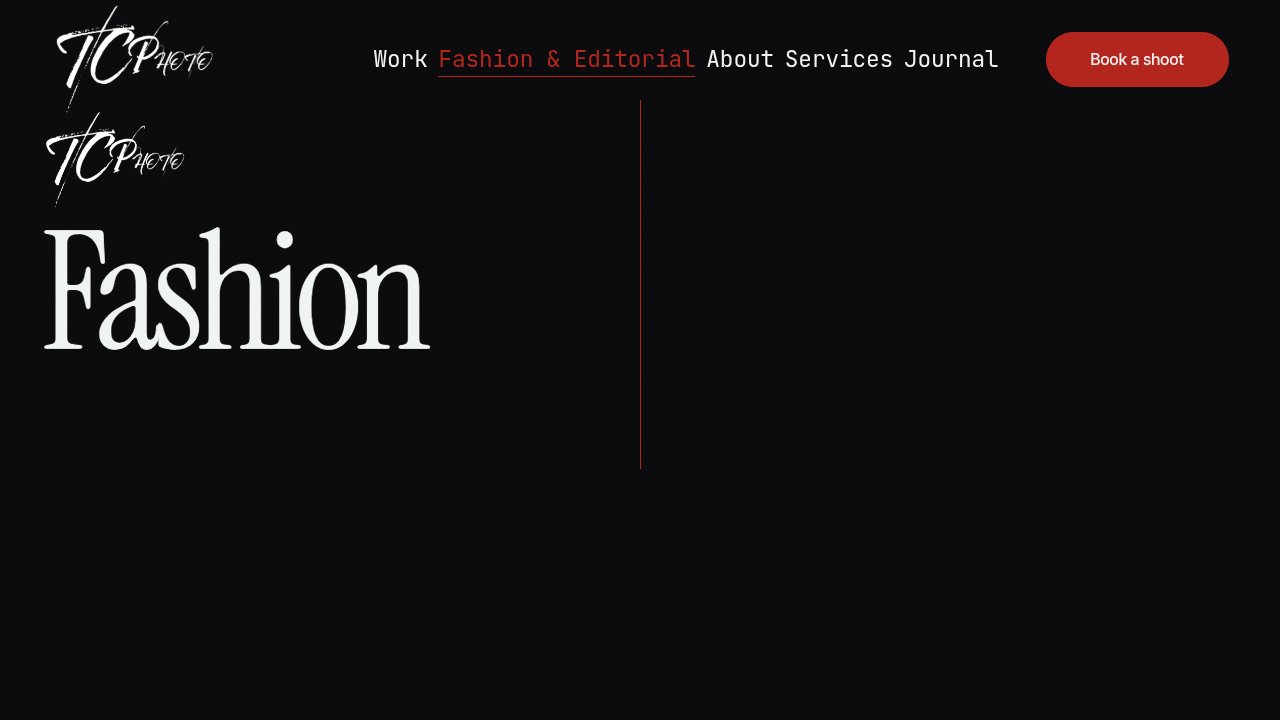 TCPHOTO
Work Fashion & Editorial About Services Journal
Book a shoot
TCPHOTO
Fashion